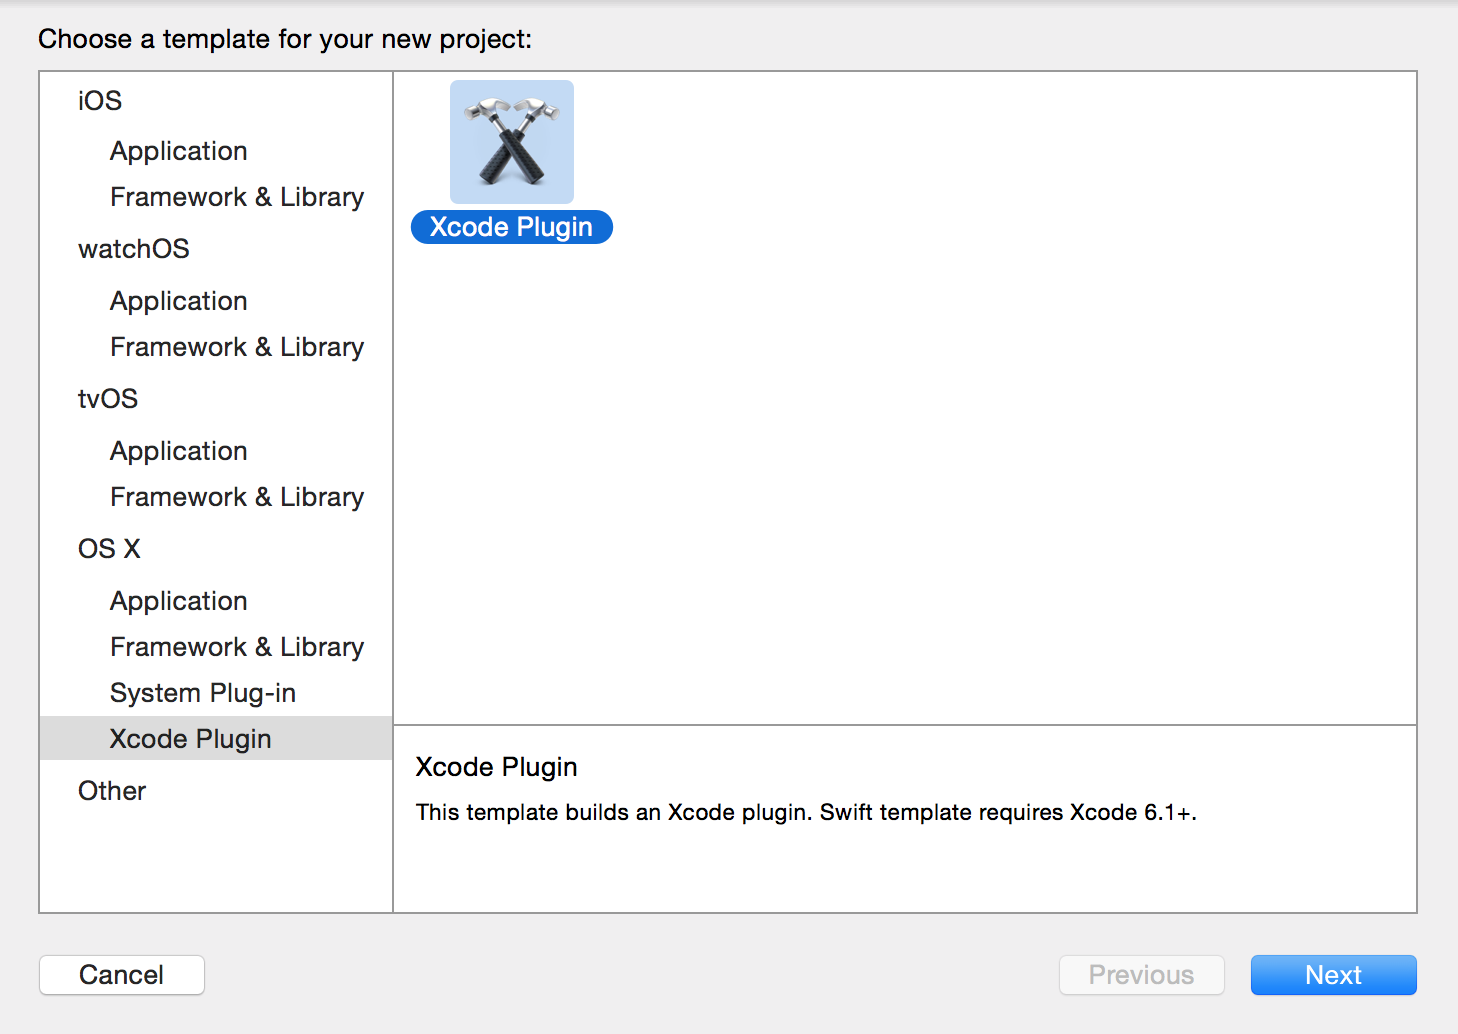 Choose a template for your new project:
iOS
Application
Framework & Library
watchOS
Application
Framework & Library
tvOS
Application
Framework & Library
OS X
Application
Framework & Library
System Plug-in
Xcode Plugin
Other
Xcode Plugin
Xcode Plugin
This template builds an Xcode plugin. Swift template requires Xcode 6.1+.
Cancel
Previous
Next